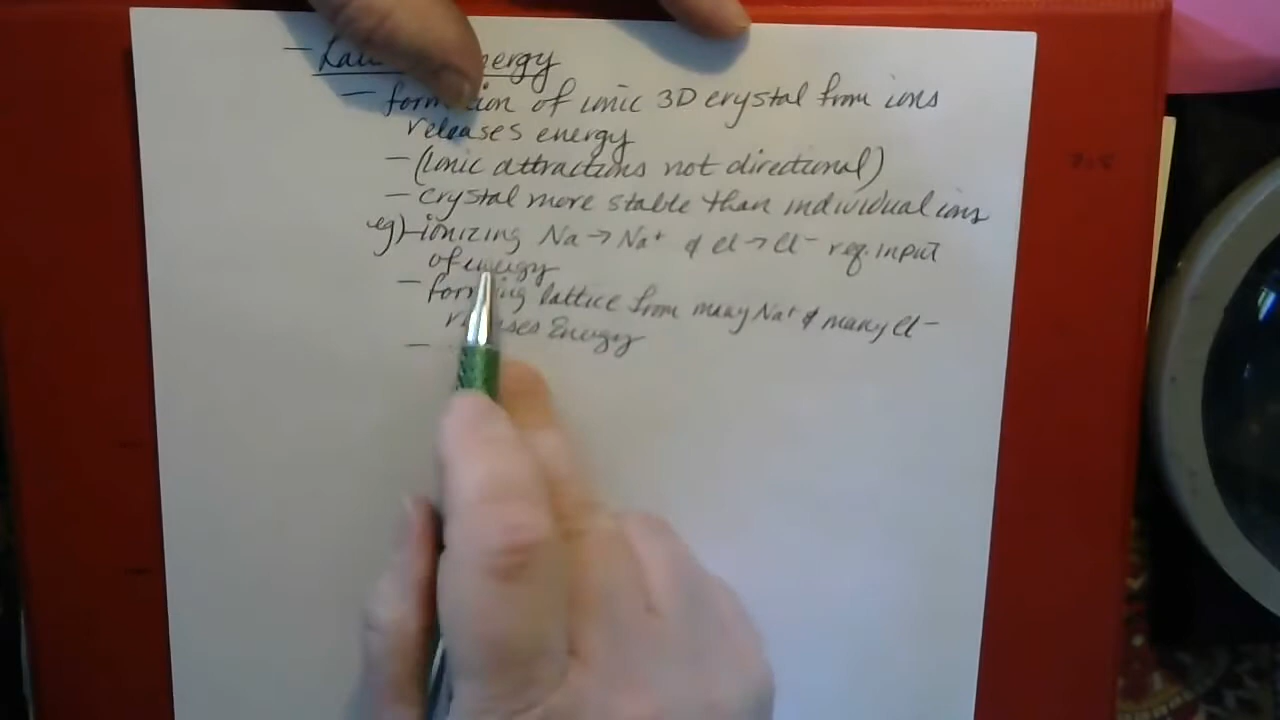 — ergy
— formation of ionic 3D crystal from ions
releases energy
— (Ionic attractions not directional)
— crystal more stable than individual ions
eg) - ionizing Na → Na⁺ & Cl → Cl⁻ req. input
of energy
— forming lattice from many Na⁺ & many Cl⁻
releases Energy
—